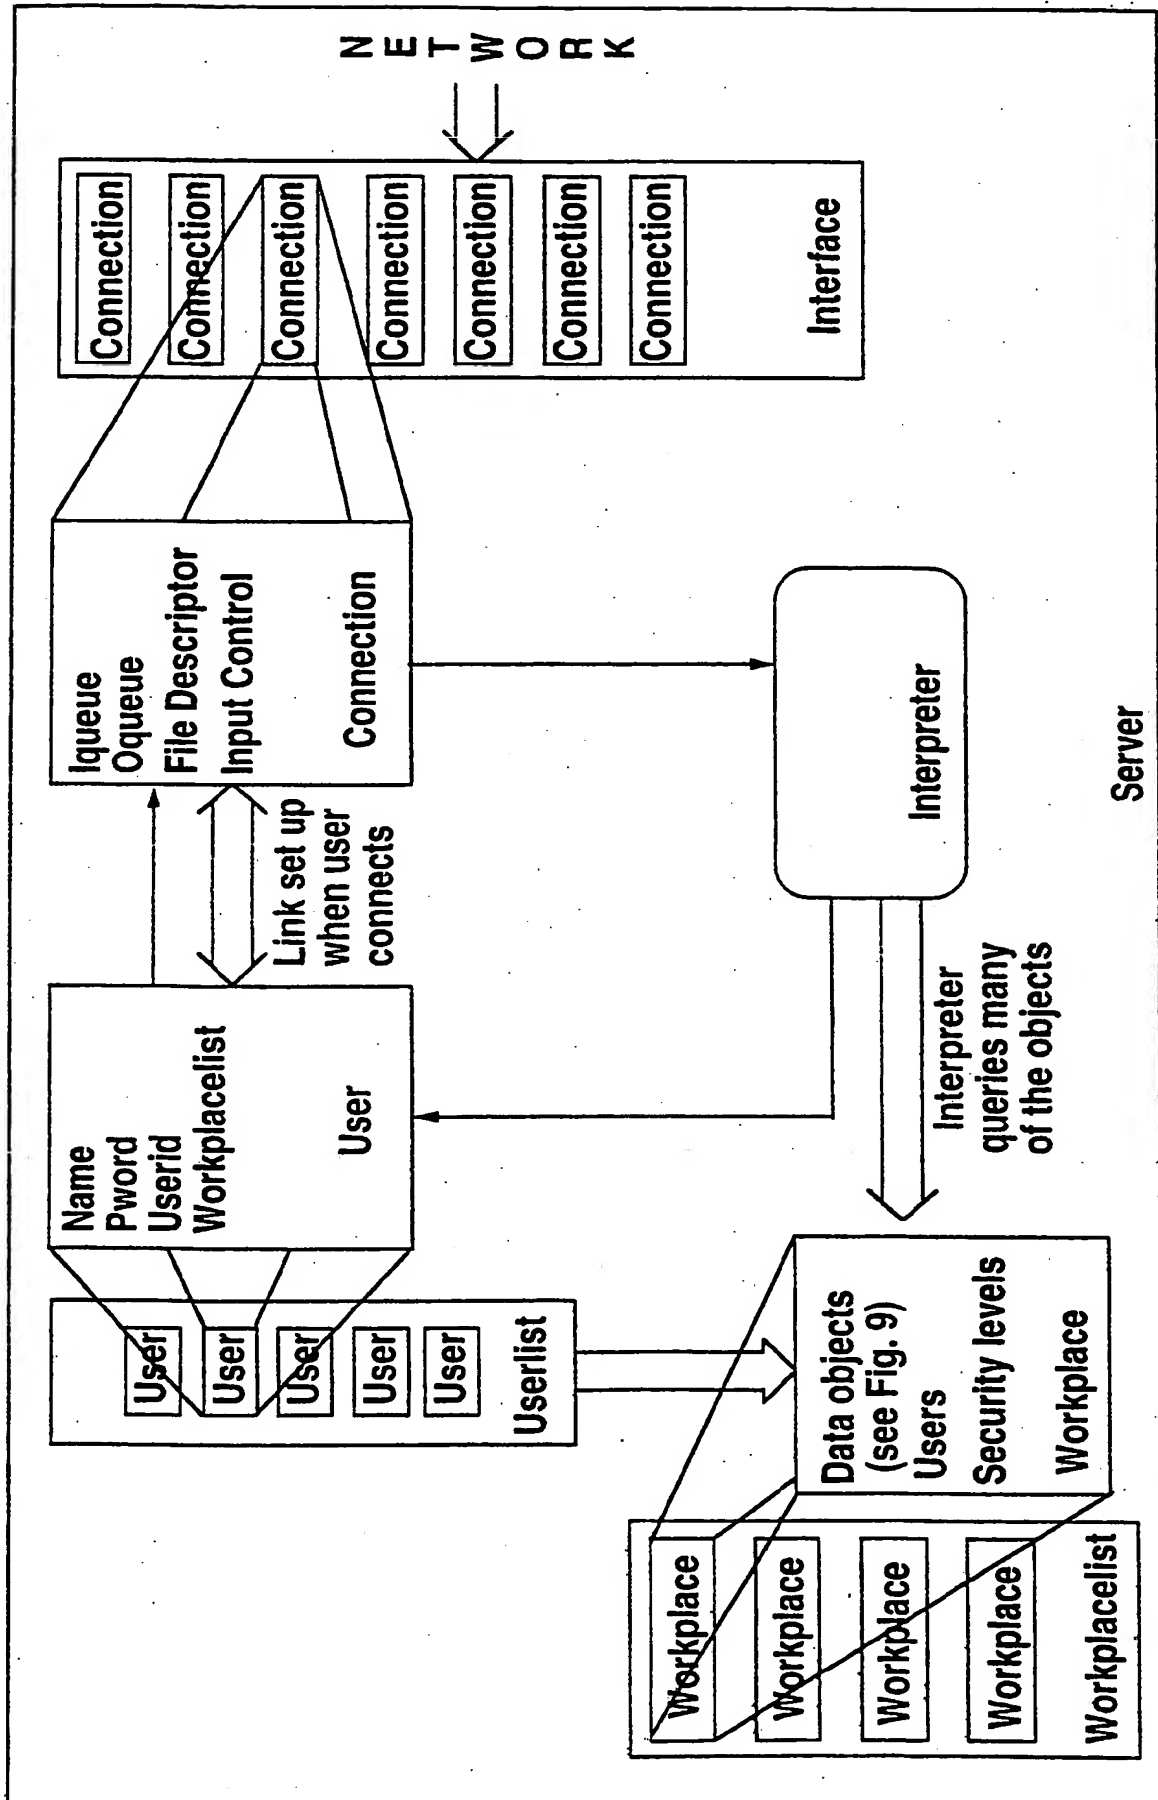 User
User
User
User
User
Userlist
Name
Pword
Userid
Workplacelist
User
Link set up
when user
connects
Iqueue
Oqueue
File Descriptor
Input Control
Connection
Connection
Connection
Connection
Connection
Connection
Connection
Connection
Interface
NETWORK
Workplace
Workplace
Workplace
Workplace
Workplacelist
Data objects
(see Fig. 9)
Users
Security levels
Workplace
Interpreter
queries many
of the objects
Interpreter
Server